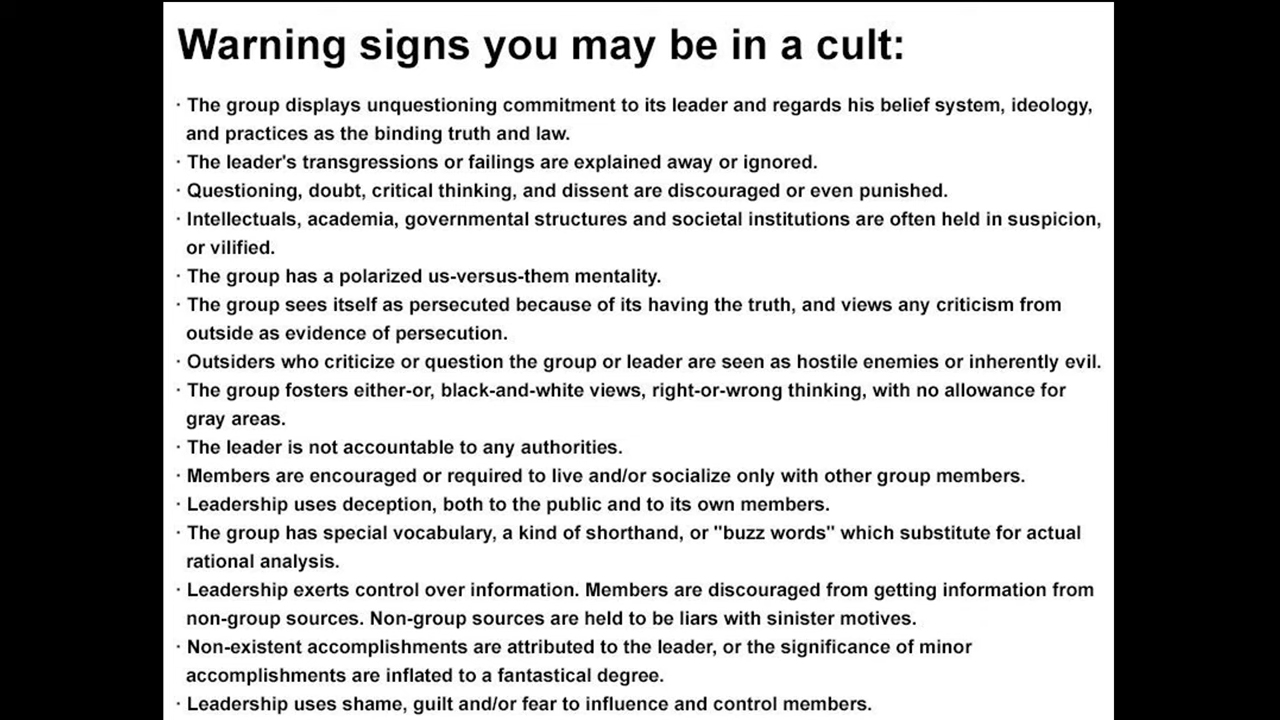 Warning signs you may be in a cult:
· The group displays unquestioning commitment to its leader and regards his belief system, ideology,
and practices as the binding truth and law.
· The leader's transgressions or failings are explained away or ignored.
· Questioning, doubt, critical thinking, and dissent are discouraged or even punished.
· Intellectuals, academia, governmental structures and societal institutions are often held in suspicion,
or vilified.
· The group has a polarized us-versus-them mentality.
· The group sees itself as persecuted because of its having the truth, and views any criticism from
outside as evidence of persecution.
· Outsiders who criticize or question the group or leader are seen as hostile enemies or inherently evil.
· The group fosters either-or, black-and-white views, right-or-wrong thinking, with no allowance for
gray areas.
· The leader is not accountable to any authorities.
· Members are encouraged or required to live and/or socialize only with other group members.
· Leadership uses deception, both to the public and to its own members.
· The group has special vocabulary, a kind of shorthand, or "buzz words" which substitute for actual
rational analysis.
· Leadership exerts control over information. Members are discouraged from getting information from
non-group sources. Non-group sources are held to be liars with sinister motives.
· Non-existent accomplishments are attributed to the leader, or the significance of minor
accomplishments are inflated to a fantastical degree.
· Leadership uses shame, guilt and/or fear to influence and control members.